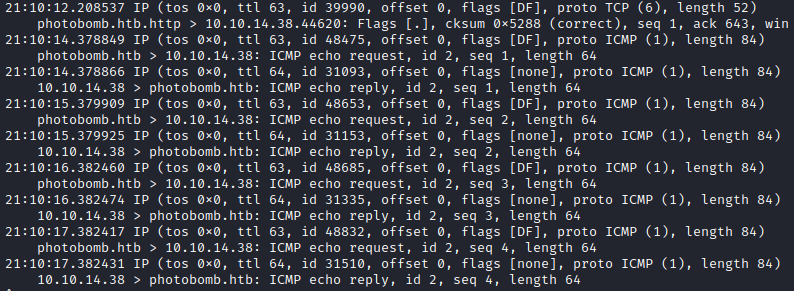 21:10:12.208537 IP (tos 0×0, ttl 63, id 39990, offset 0, flags [DF], proto TCP (6), length 52)
photobomb.htb.http > 10.10.14.38.44620: Flags [.], cksum 0×5288 (correct), seq 1, ack 643, win
21:10:14.378849 IP (tos 0×0, ttl 63, id 48475, offset 0, flags [DF], proto ICMP (1), length 84)
photobomb.htb > 10.10.14.38: ICMP echo request, id 2, seq 1, length 64
21:10:14.378866 IP (tos 0×0, ttl 64, id 31093, offset 0, flags [none], proto ICMP (1), length 84)
10.10.14.38 > photobomb.htb: ICMP echo reply, id 2, seq 1, length 64
21:10:15.379909 IP (tos 0×0, ttl 63, id 48653, offset 0, flags [DF], proto ICMP (1), length 84)
photobomb.htb > 10.10.14.38: ICMP echo request, id 2, seq 2, length 64
21:10:15.379925 IP (tos 0×0, ttl 64, id 31153, offset 0, flags [none], proto ICMP (1), length 84)
10.10.14.38 > photobomb.htb: ICMP echo reply, id 2, seq 2, length 64
21:10:16.382460 IP (tos 0×0, ttl 63, id 48685, offset 0, flags [DF], proto ICMP (1), length 84)
photobomb.htb > 10.10.14.38: ICMP echo request, id 2, seq 3, length 64
21:10:16.382474 IP (tos 0×0, ttl 64, id 31335, offset 0, flags [none], proto ICMP (1), length 84)
10.10.14.38 > photobomb.htb: ICMP echo reply, id 2, seq 3, length 64
21:10:17.382417 IP (tos 0×0, ttl 63, id 48832, offset 0, flags [DF], proto ICMP (1), length 84)
photobomb.htb > 10.10.14.38: ICMP echo request, id 2, seq 4, length 64
21:10:17.382431 IP (tos 0×0, ttl 64, id 31510, offset 0, flags [none], proto ICMP (1), length 84)
10.10.14.38 > photobomb.htb: ICMP echo reply, id 2, seq 4, length 64